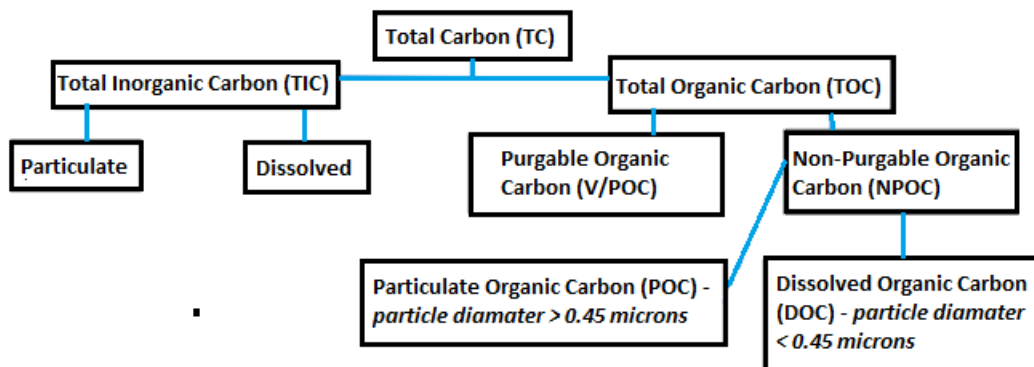 Total Carbon (TC)
Total Inorganic Carbon (TIC)
Total Organic Carbon (TOC)
Particulate
Dissolved
Purgable Organic
Carbon (V/POC)
Non-Purgable Organic
Carbon (NPOC)
Particulate Organic Carbon (POC) -
particle diamater > 0.45 microns
Dissolved Organic Carbon
(DOC) - particle diamater
< 0.45 microns